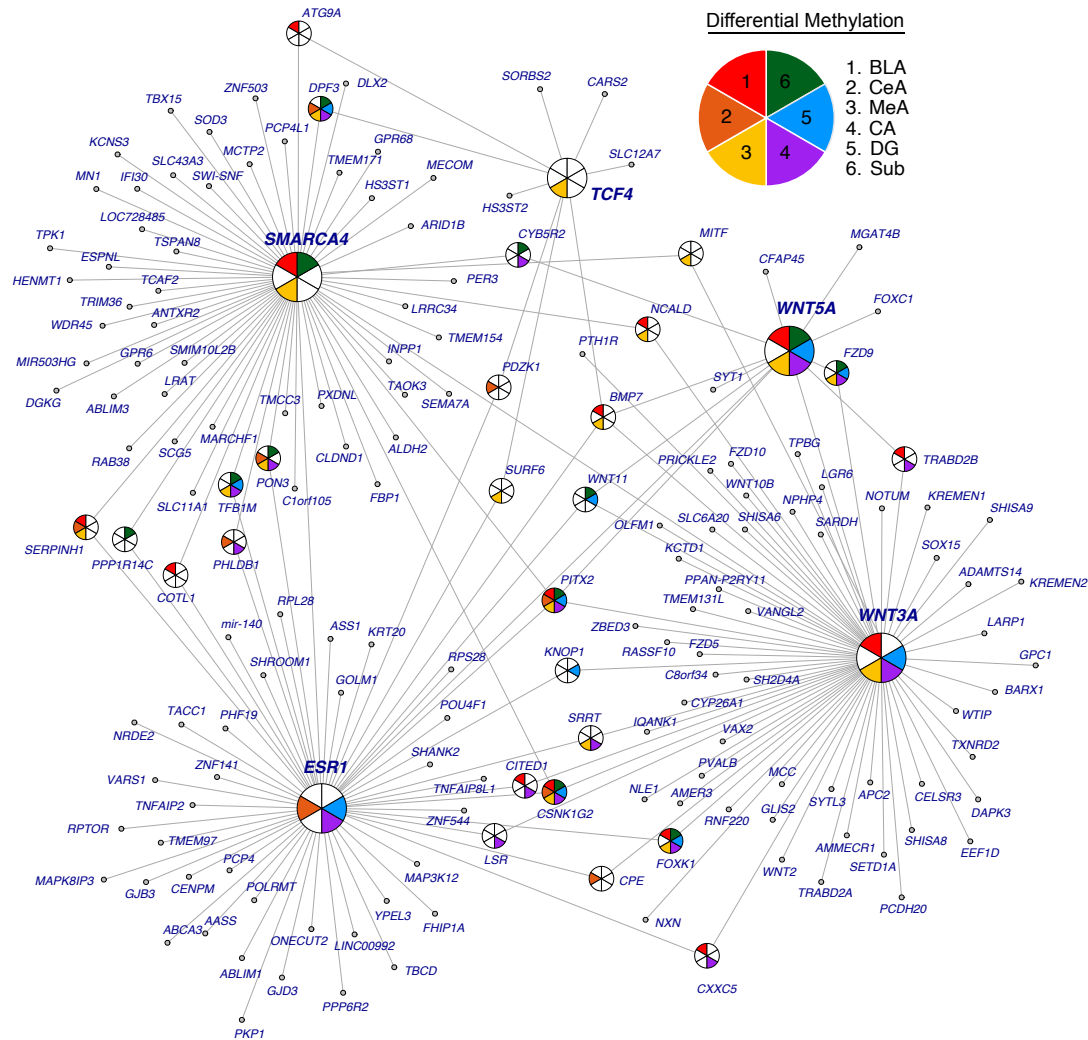 ATG9A
Differential Methylation
1
2
3
4
5
6
1. BLA
2. CeA
3. MeA
4. CA
5. DG
6. Sub
ZNF503
DPF3
DLX2
SORBS2
CARS2
TBX15
SOD3
PCP4L1
GPR68
KCNS3
SLC43A3
MCTP2
TMEM171
MECOM
SLC12A7
MN1
IFI30
SWI-SNF
HS3ST1
HS3ST2
TCF4
LOC728485
ARID1B
TPK1
TSPAN8
SMARCA4
CYB5R2
MITF
MGAT4B
ESPNL
CFAP45
HENMT1
TCAF2
PER3
TRIM36
FOXC1
WDR45
ANTXR2
LRRC34
NCALD
WNT5A
TMEM154
PTH1R
MIR503HG
GPR6
SMIM10L2B
INPP1
PDZK1
FZD9
DGKG
ABLIM3
LRAT
TMCC3
PXDNL
TAOK3
SEMA7A
BMP7
SYT1
RAB38
SCG5
MARCHF1
CLDND1
ALDH2
FZD10
TPBG
TRABD2B
PON3
SURF6
WNT11
PRICKLE2
WNT10B
LGR6
SLC11A1
TFB1M
C1orf105
FBP1
NPHP4
NOTUM
KREMEN1
SERPINH1
PPP1R14C
PHLDB1
OLFM1
SLC6A20
SHISA6
SARDH
SHISA9
COTL1
KCTD1
SOX15
PITX2
PPAN-P2RY11
ADAMTS14
KREMEN2
mir-140
RPL28
TMEM131L
VANGL2
WNT3A
ASS1
KRT20
ZBED3
LARP1
SHROOM1
RPS28
KNOP1
RASSF10
FZD5
GPC1
GOLM1
C8orf34
SH2D4A
BARX1
POU4F1
CYP26A1
TACC1
PHF19
SRRT
IQANK1
VAX2
WTIP
NRDE2
SHANK2
ZNF141
ESR1
CITED1
PVALB
MCC
TXNRD2
VARS1
TNFAIP8L1
NLE1
AMER3
APC2
CELSR3
TNFAIP2
CSNK1G2
GLIS2
SYTL3
DAPK3
RPTOR
ZNF544
RNF220
TMEM97
LSR
FOXK1
AMMECR1
SHISA8
EEF1D
MAPK8IP3
PCP4
MAP3K12
CPE
WNT2
SETD1A
GJB3
CENPM
POLRMT
TRABD2A
PCDH20
ABCA3
AASS
YPEL3
FHIP1A
NXN
ONECUT2
LINC00992
ABLIM1
TBCD
GJD3
CXXC5
PPP6R2
PKP1